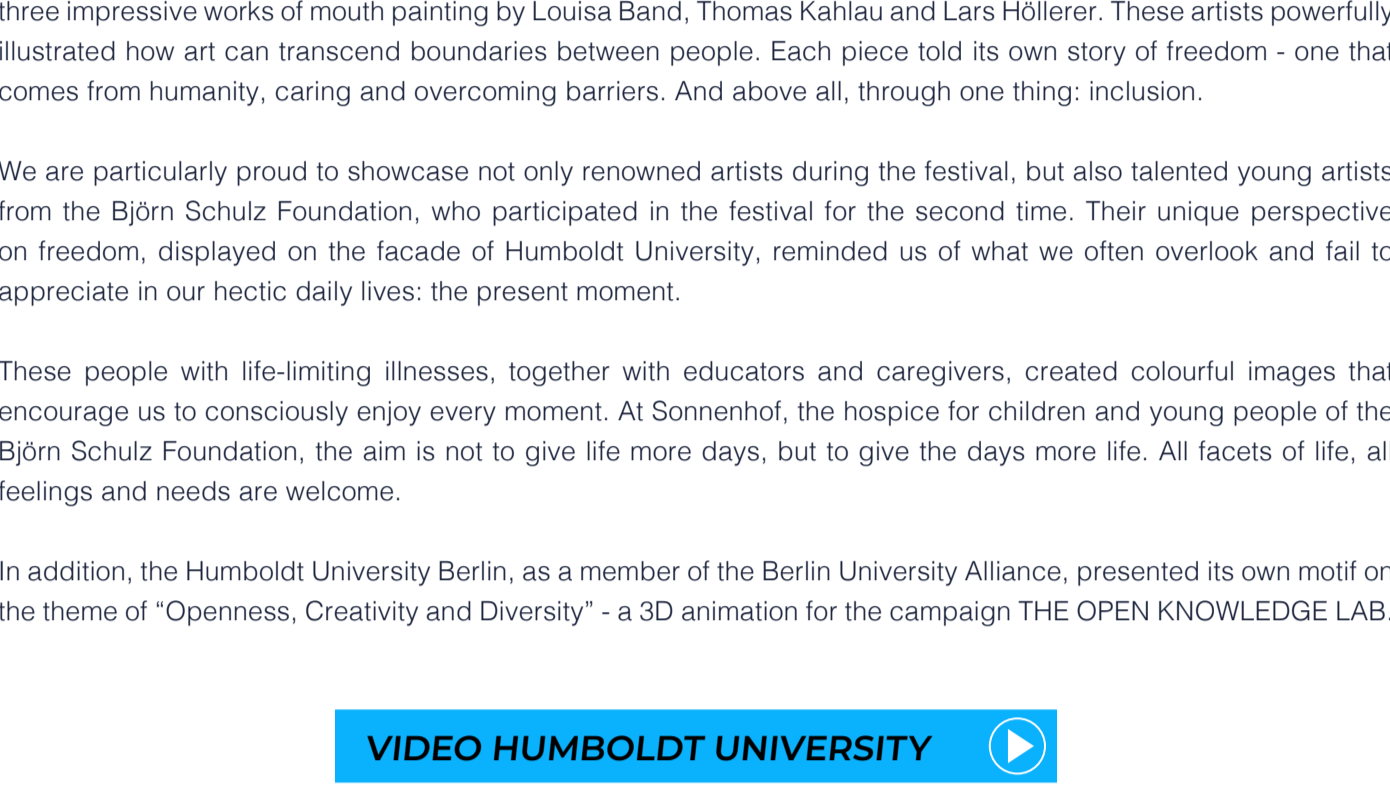 three impressive works of mouth painting by Louisa Band, Thomas Kahlau and Lars Höllerer. These artists powerfully
illustrated how art can transcend boundaries between people. Each piece told its own story of freedom - one that
comes from humanity, caring and overcoming barriers. And above all, through one thing: inclusion.
We are particularly proud to showcase not only renowned artists during the festival, but also talented young artists
from the Björn Schulz Foundation, who participated in the festival for the second time. Their unique perspective
on freedom, displayed on the facade of Humboldt University, reminded us of what we often overlook and fail to
appreciate in our hectic daily lives: the present moment.
These people with life-limiting illnesses, together with educators and caregivers, created colourful images that
encourage us to consciously enjoy every moment. At Sonnenhof, the hospice for children and young people of the
Björn Schulz Foundation, the aim is not to give life more days, but to give the days more life. All facets of life, all
feelings and needs are welcome.
In addition, the Humboldt University Berlin, as a member of the Berlin University Alliance, presented its own motif on
the theme of “Openness, Creativity and Diversity” - a 3D animation for the campaign THE OPEN KNOWLEDGE LAB.
VIDEO HUMBOLDT UNIVERSITY